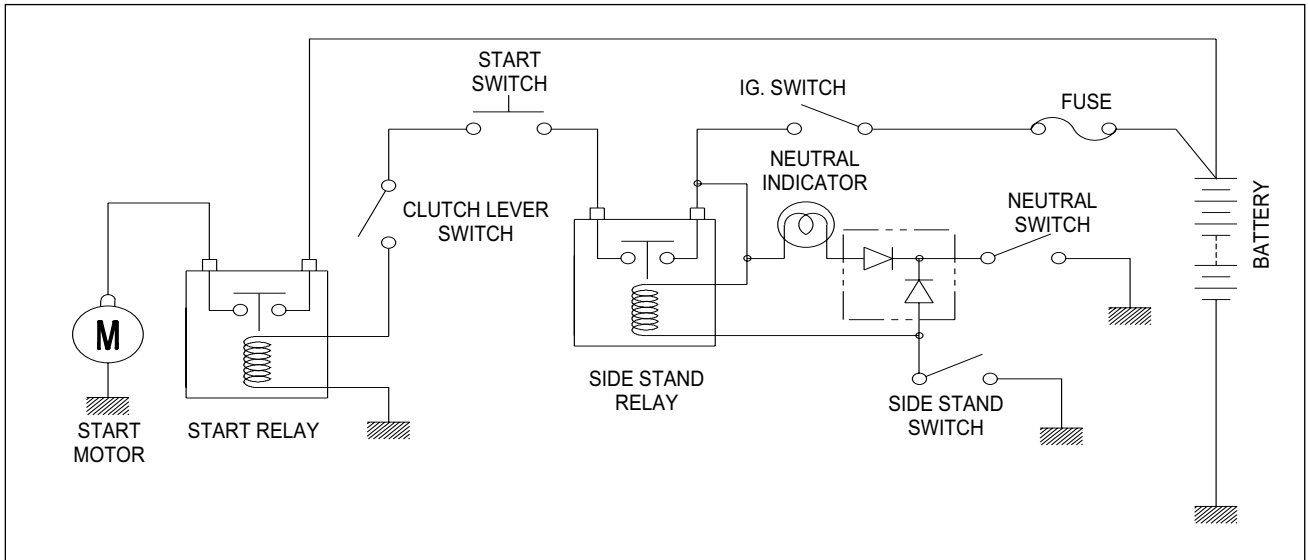 START
SWITCH
IG. SWITCH
FUSE
NEUTRAL
INDICATOR
NEUTRAL
SWITCH
BATTERY
CLUTCH LEVER
SWITCH
M
SIDE STAND
RELAY
SIDE STAND
SWITCH
START
MOTOR
START RELAY